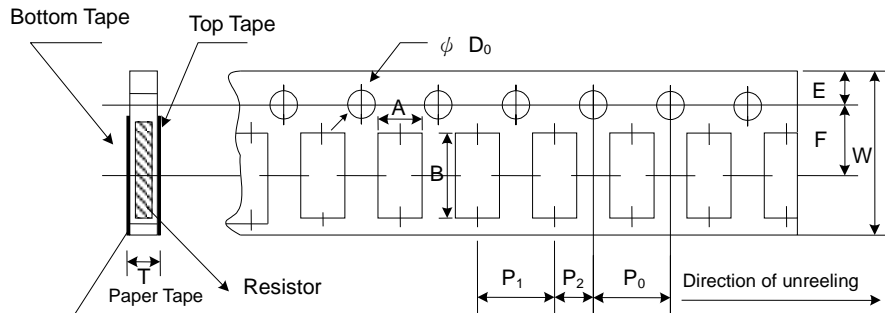 Bottom Tape
Top Tape
ϕ D₀
E
A
F
W
B
T
Paper Tape
Resistor
P₁
P₂
P₀
Direction of unreeling